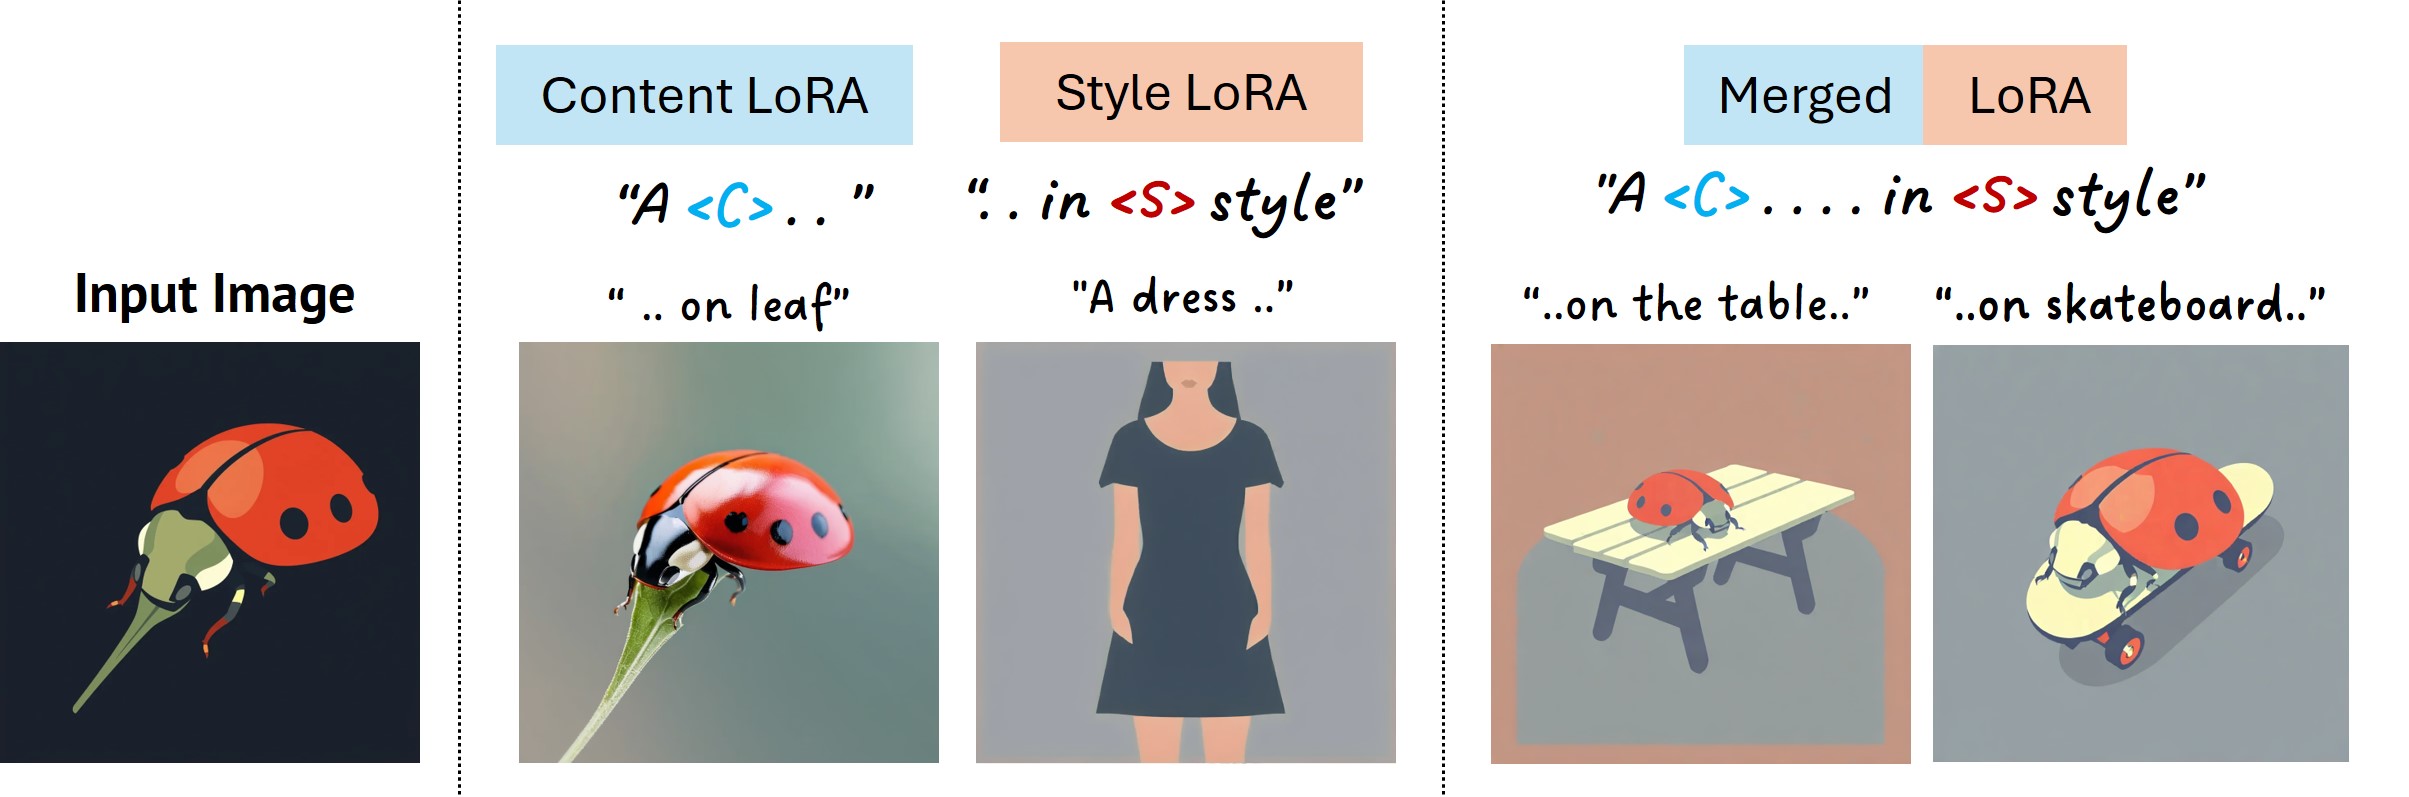 Input Image
Content LoRA
“A <C> . . ”
“ .. on leaf”
Style LoRA
“. . in <S> style”
"A dress .."
Merged LoRA
"A <C> . . . . in <S> style”
“..on the table..”
“..on skateboard..”